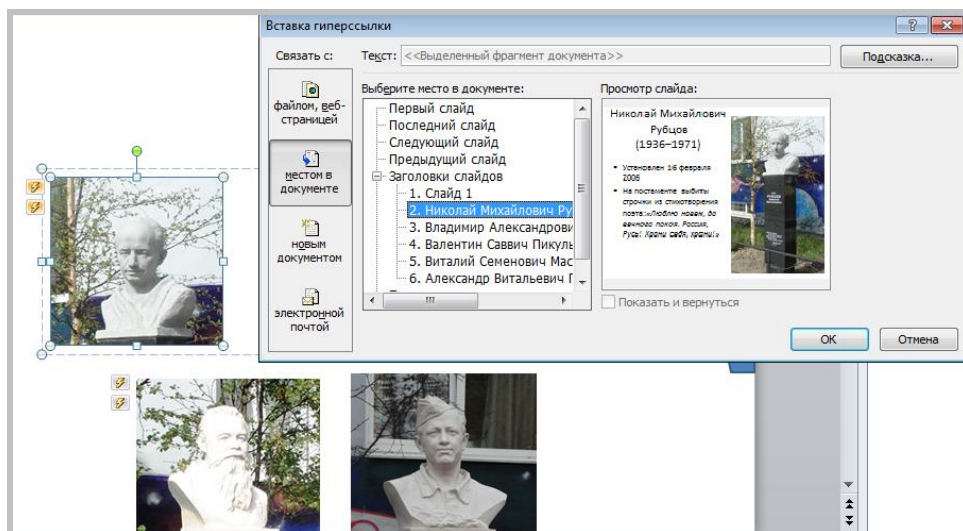 Вставка гиперссылки
Связать с:
Текст: <<Выделенный фрагмент документа>>
Подсказка...
файлом, веб-
страницей
местом в
документе
новым
документом
электронной
почтой
Выберите место в документе:
Первый слайд
Последний слайд
Следующий слайд
Предыдущий слайд
Заголовки слайдов
1. Слайд 1
2. Николай Михайлович Ру
3. Владимир Александрови
4. Валентин Саввич Пикуль
5. Виталий Семенович Мас
6. Александр Витальевич Г
Просмотр слайда:
Николай Михайлович
Рубцов
(1936–1971)
• Установлен 16 февраля
2006
• На постаменте выбиты
строчки из стихотворения
поэта:«Люблю навек, до
вечного покоя. Россия,
Русь! Храни себя, храни!»
Показать и вернуться
ОК
Отмена